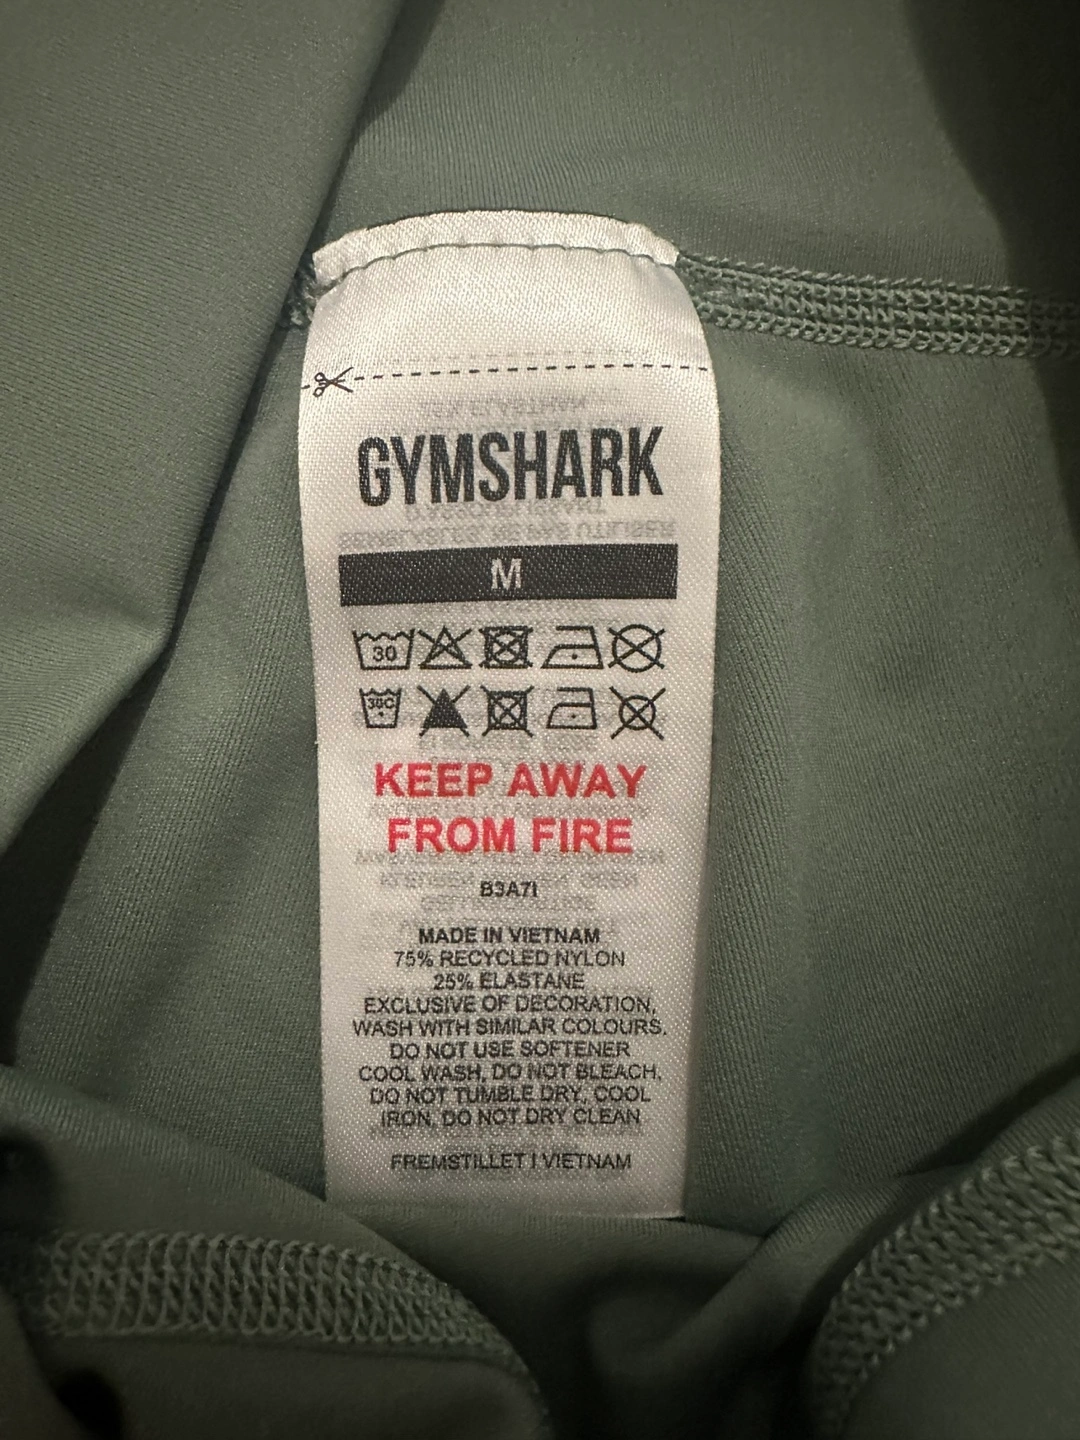 GYMSHARK
M
30
30C
KEEP AWAY
FROM FIRE
B3A7I
MADE IN VIETNAM
75% RECYCLED NYLON
25% ELASTANE
EXCLUSIVE OF DECORATION,
WASH WITH SIMILAR COLOURS.
DO NOT USE SOFTENER
COOL WASH, DO NOT BLEACH,
DO NOT TUMBLE DRY, COOL
IRON, DO NOT DRY CLEAN
FREMSTILLET I VIETNAM